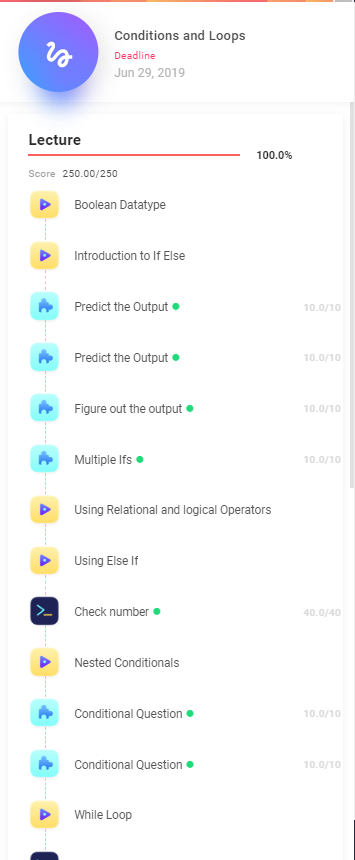 Conditions and Loops
Deadline
Jun 29, 2019
Lecture
100.0%
Score 250.00/250
Boolean Datatype
Introduction to If Else
Predict the Output 10.0/10
Predict the Output 10.0/10
Figure out the output 10.0/10
Multiple Ifs 10.0/10
Using Relational and logical Operators
Using Else If
Check number 40.0/40
Nested Conditionals
Conditional Question 10.0/10
Conditional Question 10.0/10
While Loop